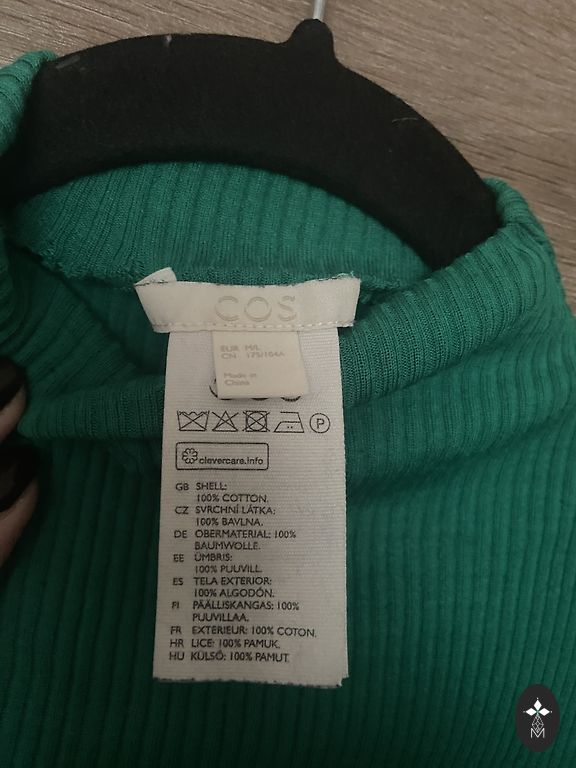 COS
EUR M/L
CN 175/104A
Made in
China
P
clevercare.info
GB SHELL:
100% COTTON.
CZ SVRCHNÍ LÁTKA:
100% BAVLNA.
DE OBERMATERIAL: 100%
BAUMWOLLE.
EE ÜMBRIS:
100% PUUVILL.
ES TELA EXTERIOR:
100% ALGODÓN.
FI PÄÄLLISKANGAS: 100%
PUUVILLAA.
FR EXTERIEUR: 100% COTON.
HR LICE: 100% PAMUK.
HU KÜLSŐ: 100% PAMUT.
M